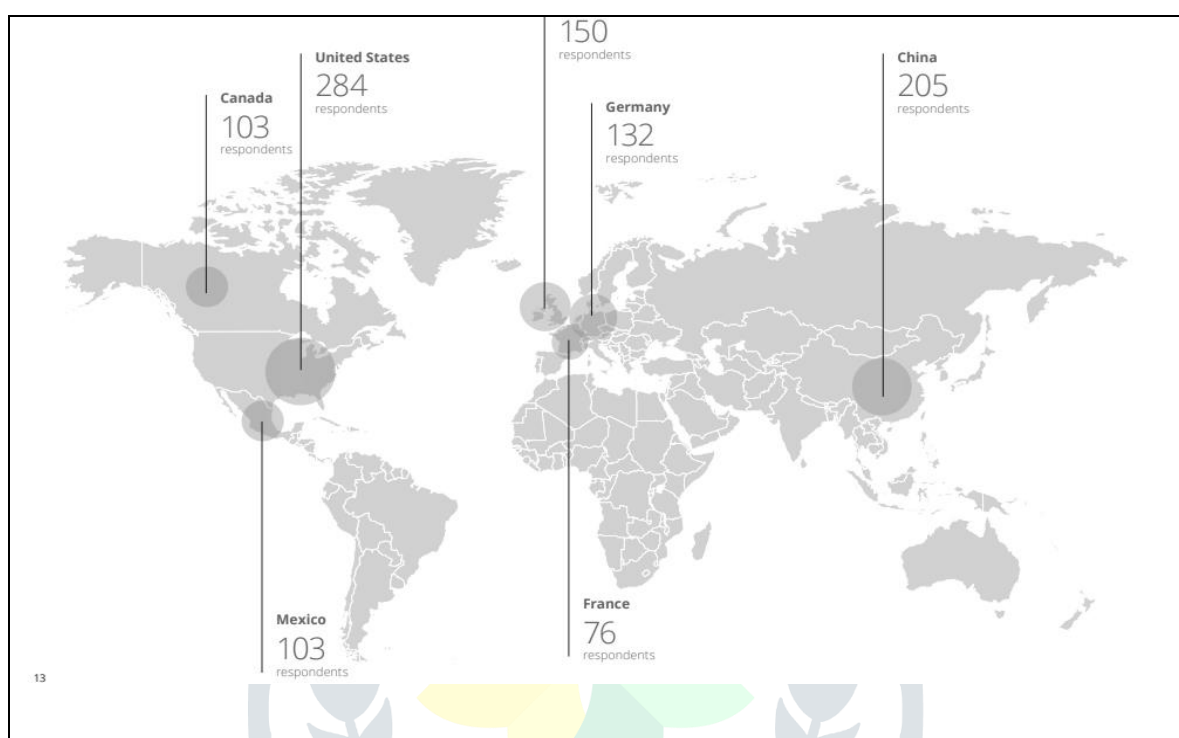 150
respondents
United States
284
respondents
China
205
respondents
Canada
103
respondents
Germany
132
respondents
France
76
respondents
Mexico
103
respondents
13